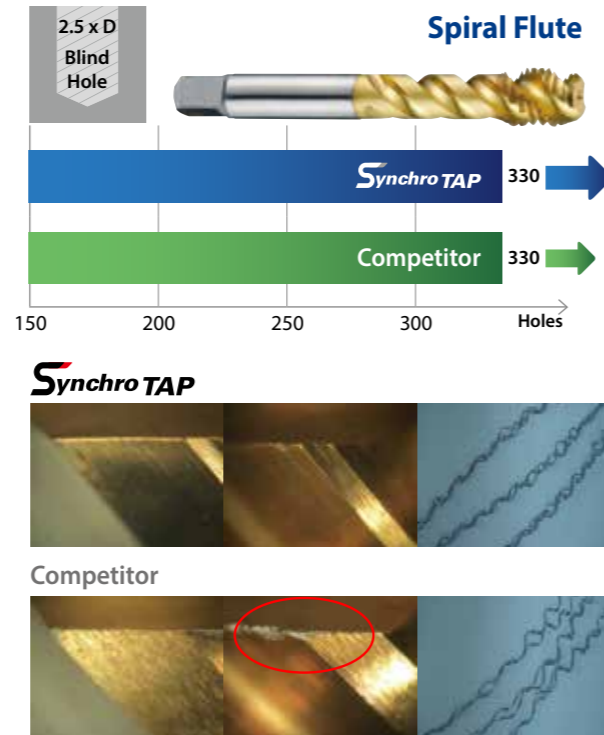 2.5 x D
Blind
Hole
Spiral Flute
Synchro TAP 330
Competitor 330
150 200 250 300 Holes
Synchro TAP
Competitor